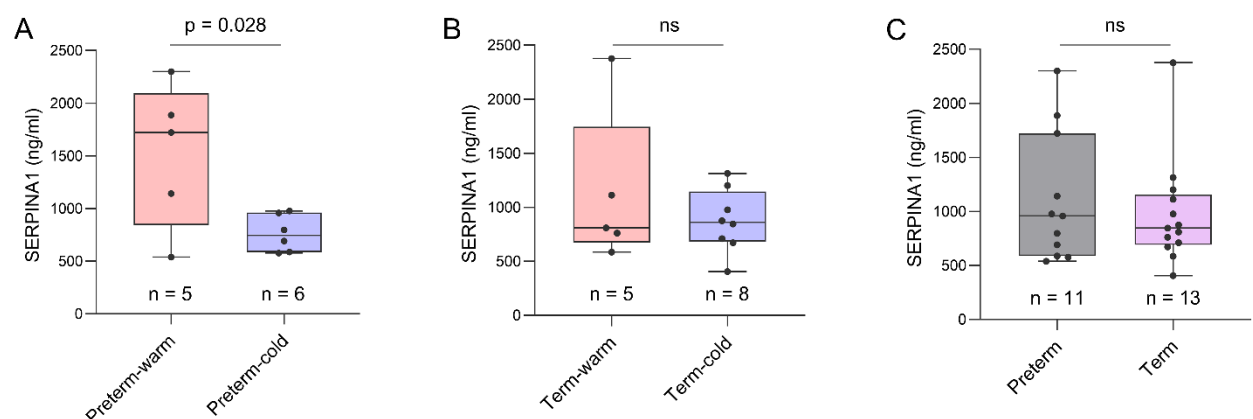 A
p = 0.028
SERPINA1 (ng/ml)
2500
2000
1500
1000
500
0
n = 5
n = 6
Preterm-warm
Preterm-cold
B
ns
SERPINA1 (ng/ml)
2500
2000
1500
1000
500
0
n = 5
n = 8
Term-warm
Term-cold
C
ns
SERPINA1 (ng/ml)
2500
2000
1500
1000
500
0
n = 11
n = 13
Preterm
Term